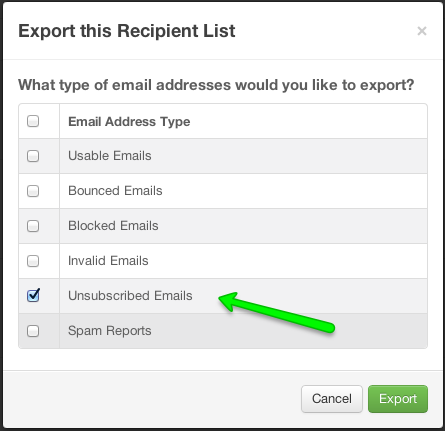 Export this Recipient List
×
What type of email addresses would you like to export?
Email Address Type
Usable Emails
Bounced Emails
Blocked Emails
Invalid Emails
Unsubscribed Emails
Spam Reports
Cancel Export